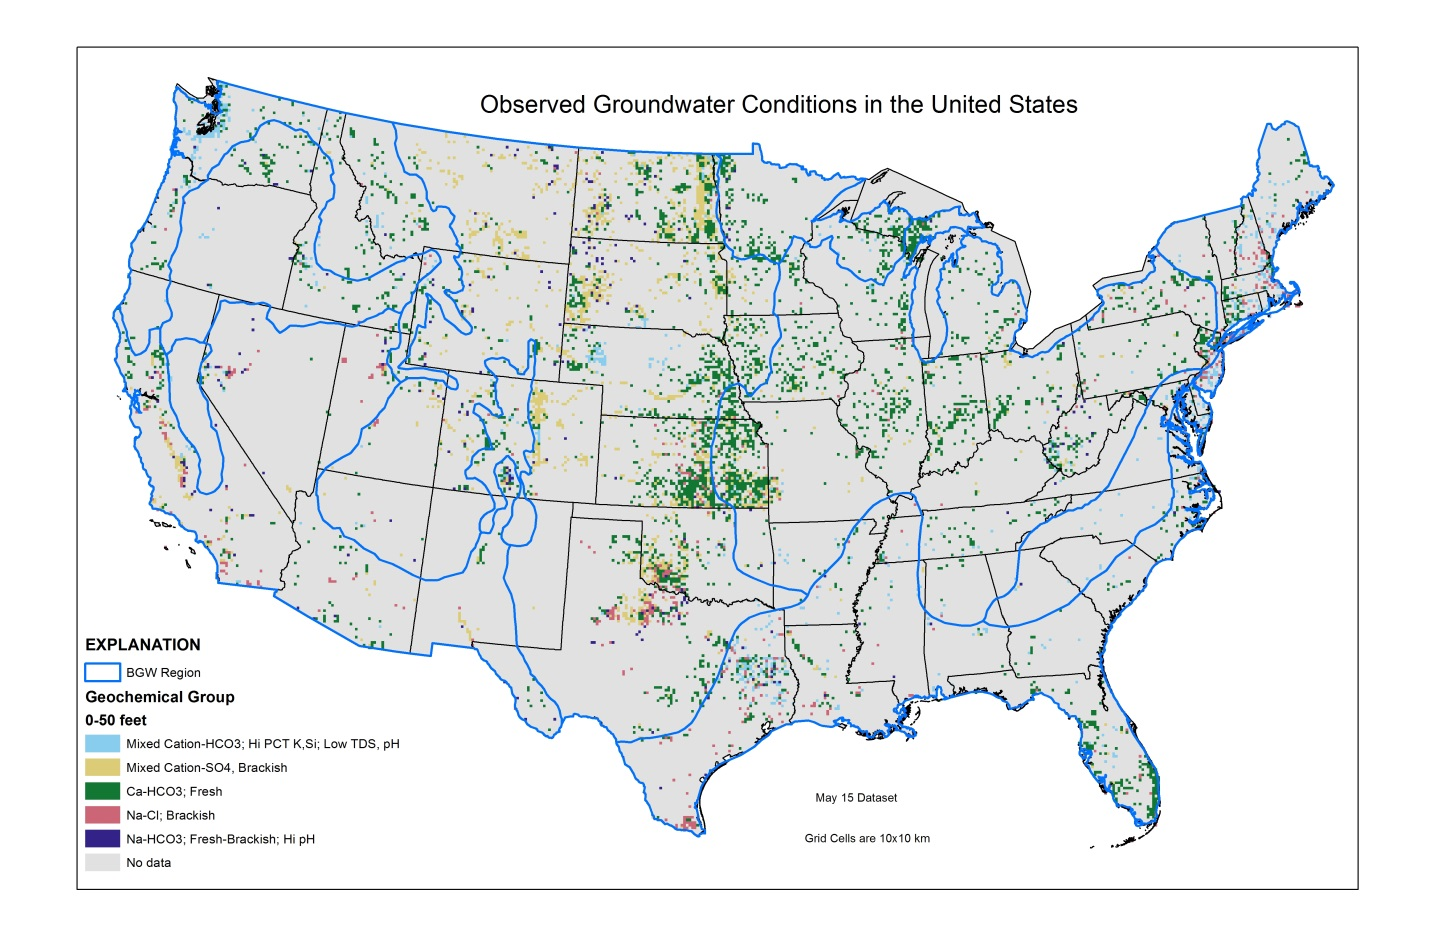 Observed Groundwater Conditions in the United States
EXPLANATION
BGW Region
Geochemical Group
0-50 feet
Mixed Cation-HCO3; Hi PCT K,Si; Low TDS, pH
Mixed Cation-SO4, Brackish
Ca-HCO3; Fresh
Na-Cl; Brackish
Na-HCO3; Fresh-Brackish; Hi pH
No data
May 15 Dataset
Grid Cells are 10x10 km